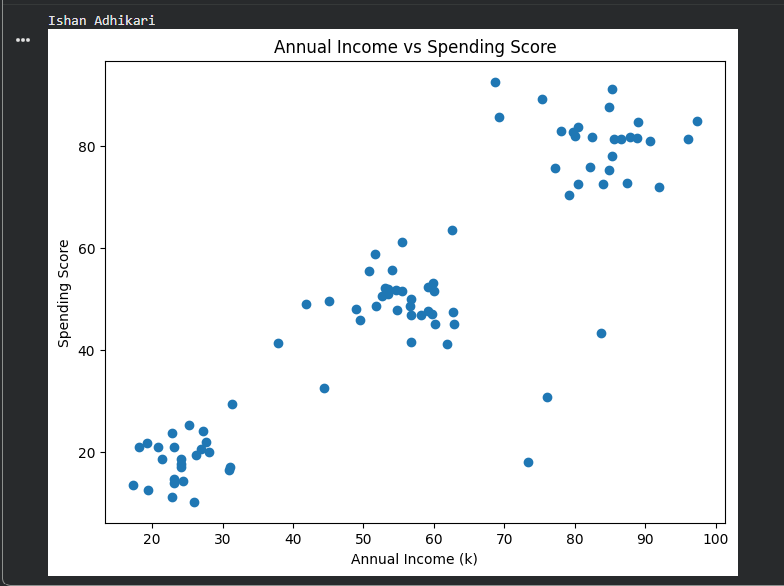 Ishan Adhikari
Annual Income vs Spending Score
80
60
40
20
Spending Score
20 30 40 50 60 70 80 90 100
Annual Income (k)